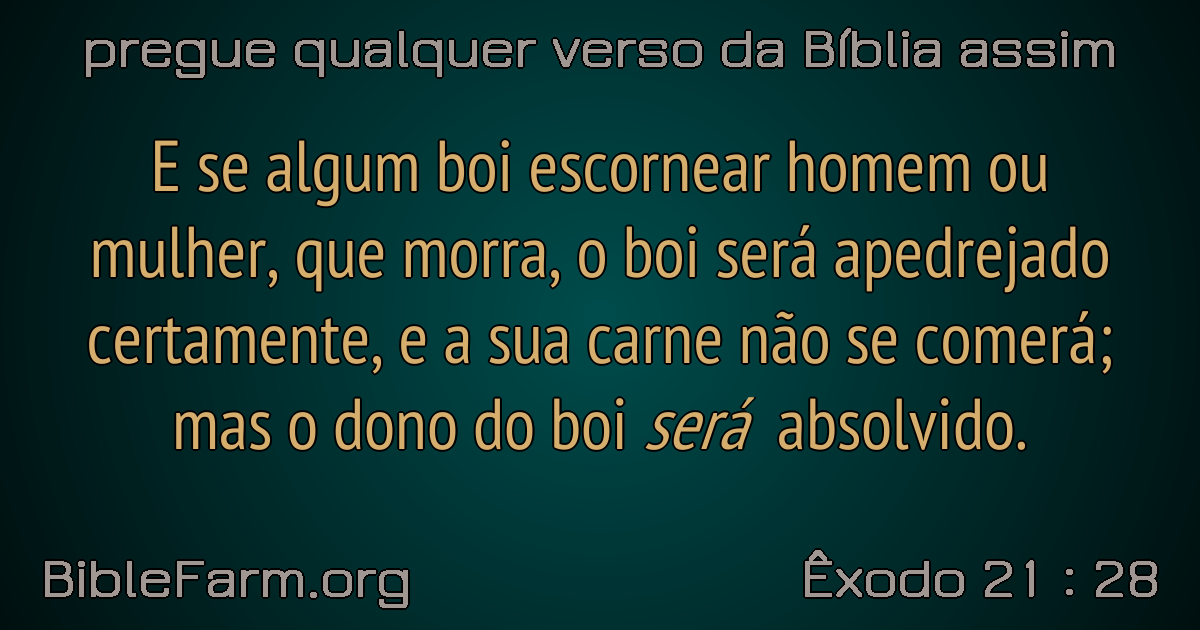 pregue qualquer verso da Bíblia assim
E se algum boi escornear homem ou
mulher, que morra, o boi será apedrejado
certamente, e a sua carne não se comerá;
mas o dono do boi será absolvido.
BibleFarm.org
Êxodo 21 : 28